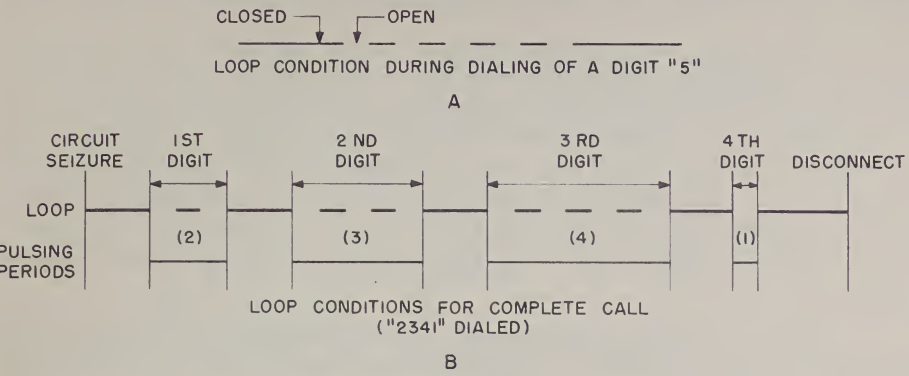 CLOSED
OPEN
LOOP CONDITION DURING DIALING OF A DIGIT "5"
A
CIRCUIT
SEIZURE
1ST
DIGIT
2 ND
DIGIT
3 RD
DIGIT
4 TH
DIGIT
DISCONNECT
LOOP
(2)
(3)
(4)
(1)
PULSING
PERIODS
LOOP CONDITIONS FOR COMPLETE CALL
("2341" DIALED)
B